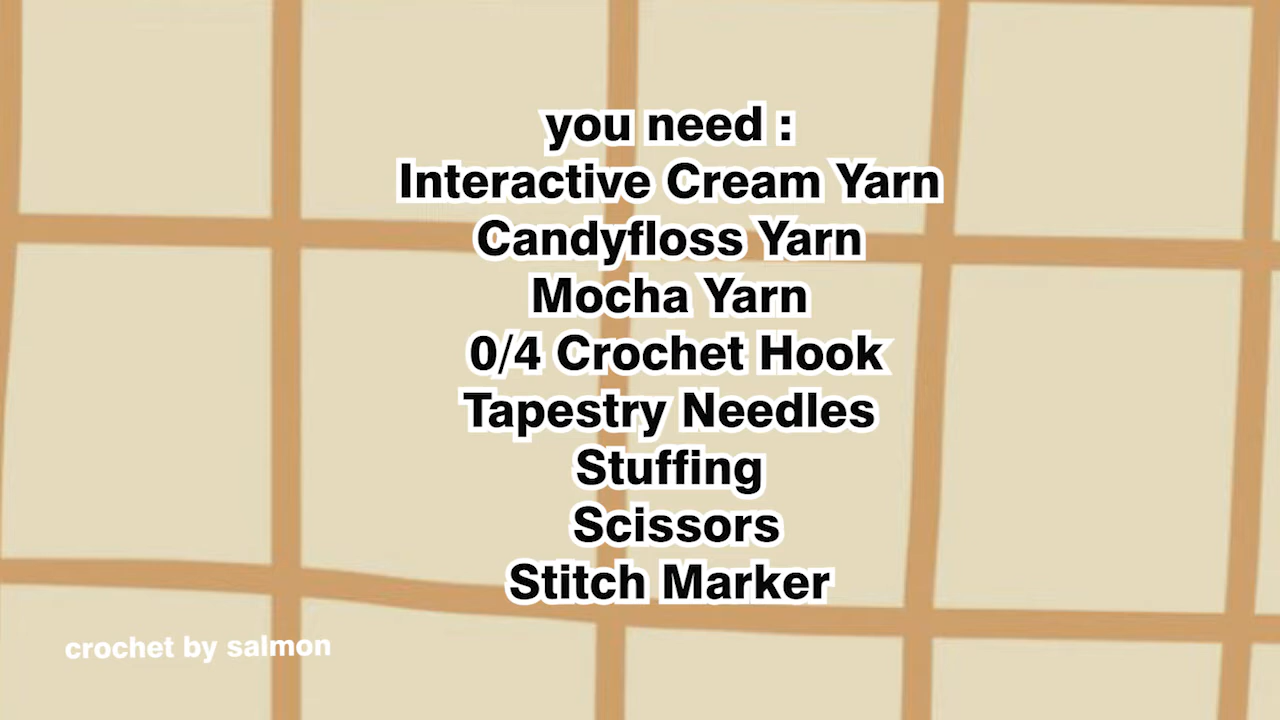 you need :
Interactive Cream Yarn
Candyfloss Yarn
Mocha Yarn
0/4 Crochet Hook
Tapestry Needles
Stuffing
Scissors
Stitch Marker
crochet by salmon